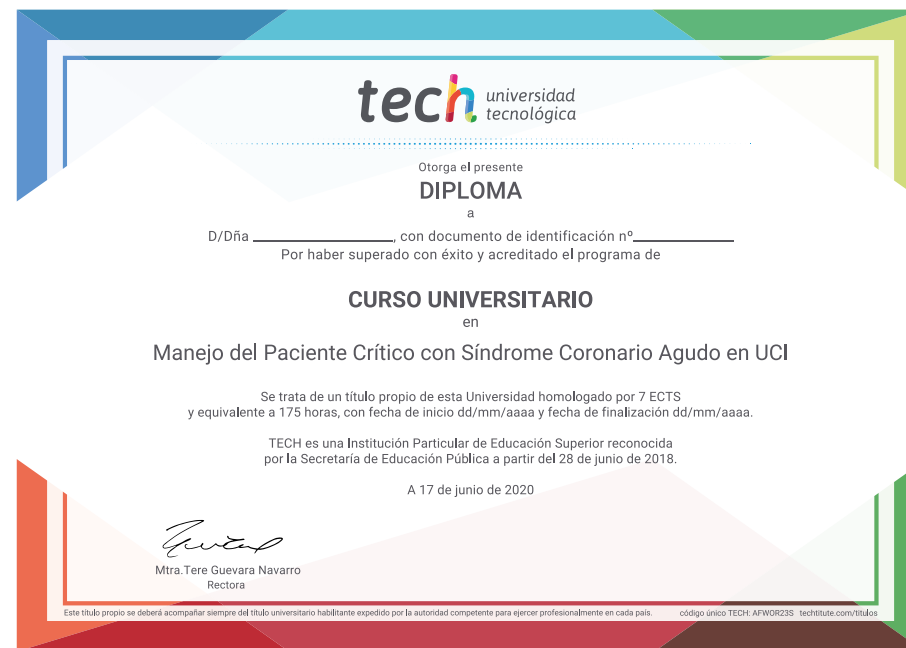 tech universidad
tecnológica
Otorga el presente
DIPLOMA
a
D/Dña ____________________, con documento de identificación nº______________
Por haber superado con éxito y acreditado el programa de
CURSO UNIVERSITARIO
en
Manejo del Paciente Crítico con Síndrome Coronario Agudo en UCI
Se trata de un título propio de esta Universidad homologado por 7 ECTS
y equivalente a 175 horas, con fecha de inicio dd/mm/aaaa y fecha de finalización dd/mm/aaaa.
TECH es una Institución Particular de Educación Superior reconocida
por la Secretaría de Educación Pública a partir del 28 de junio de 2018.
A 17 de junio de 2020
Mtra.Tere Guevara Navarro
Rectora
Este título propio se deberá acompañar siempre del título universitario habilitante expedido por la autoridad competente para ejercer profesionalmente en cada país. código único TECH: AFWOR23S techtitute.com/titulos